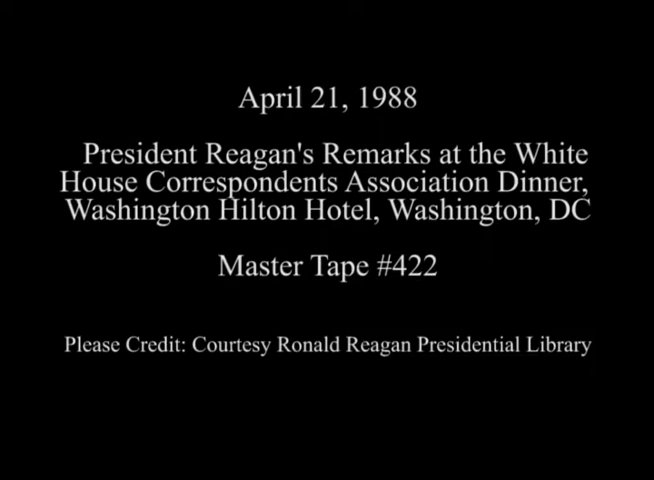 April 21, 1988
President Reagan's Remarks at the White
House Correspondents Association Dinner,
Washington Hilton Hotel, Washington, DC
Master Tape #422
Please Credit: Courtesy Ronald Reagan Presidential Library